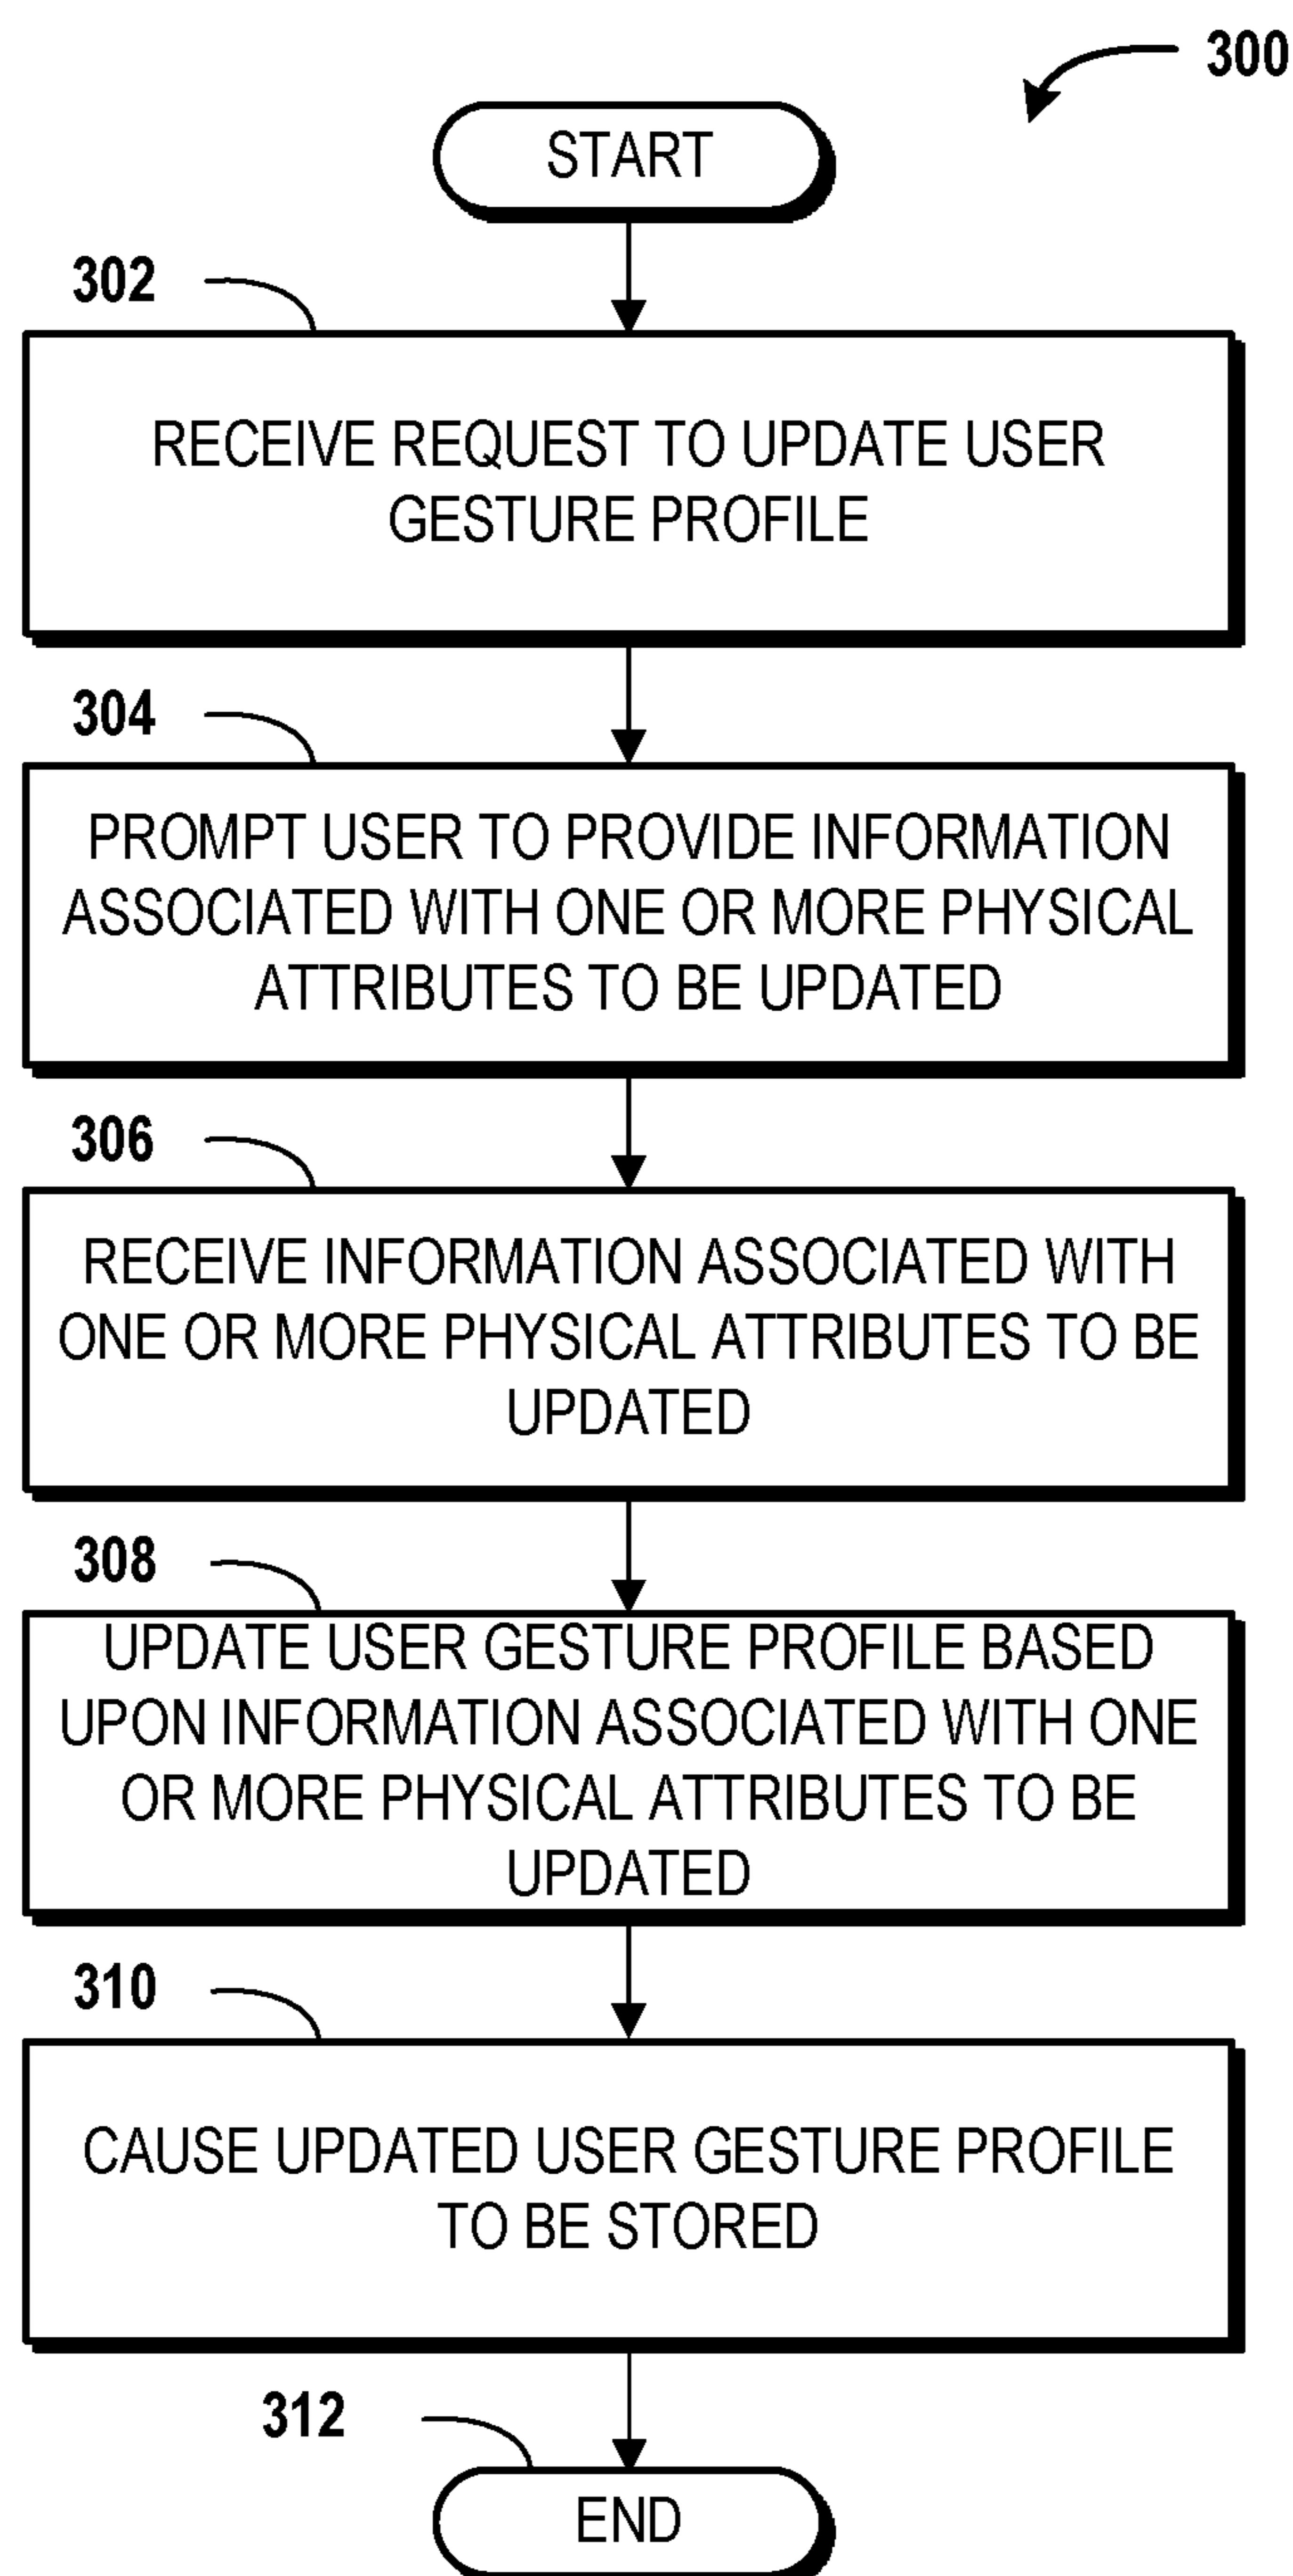 300
START
302
RECEIVE REQUEST TO UPDATE USER
GESTURE PROFILE
304
PROMPT USER TO PROVIDE INFORMATION
ASSOCIATED WITH ONE OR MORE PHYSICAL
ATTRIBUTES TO BE UPDATED
306
RECEIVE INFORMATION ASSOCIATED WITH
ONE OR MORE PHYSICAL ATTRIBUTES TO BE
UPDATED
308
UPDATE USER GESTURE PROFILE BASED
UPON INFORMATION ASSOCIATED WITH ONE
OR MORE PHYSICAL ATTRIBUTES TO BE
UPDATED
310
CAUSE UPDATED USER GESTURE PROFILE
TO BE STORED
312
END